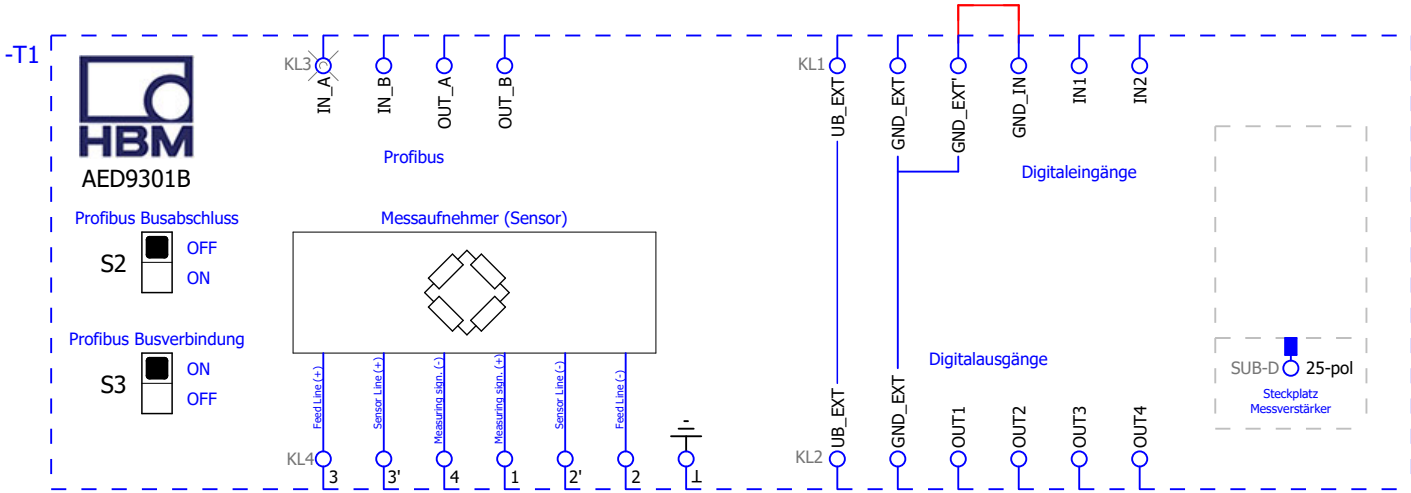 -T1
HBM
AED9301B
KL3
IN_A
IN_B
OUT_A
OUT_B
Profibus
KL1
UB_EXT
GND_EXT
GND_EXT'
GND_IN
IN1
IN2
Digitaleingänge
Profibus Busabschluss
S2
OFF
ON
Messaufnehmer (Sensor)
Profibus Busverbindung
S3
ON
OFF
Feed Line (+)
Sensor Line (+)
Measuring sign. (-)
Measuring sign. (+)
Sensor Line (-)
Feed Line (-)
KL4
3
3'
4
1
2'
2
⊥
Digitalausgänge
KL2
UB_EXT
GND_EXT
OUT1
OUT2
OUT3
OUT4
SUB-D
25-pol
Steckplatz
Messverstärker